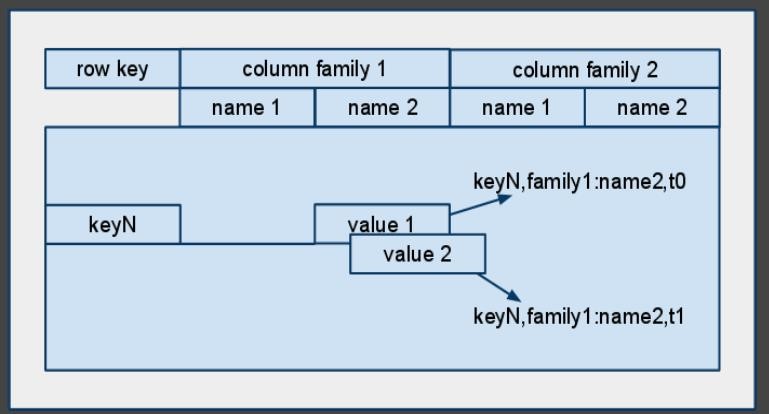 row key
column family 1
column family 2
name 1
name 2
name 1
name 2
keyN,family1:name2,t0
keyN
value 1
value 2
keyN,family1:name2,t1